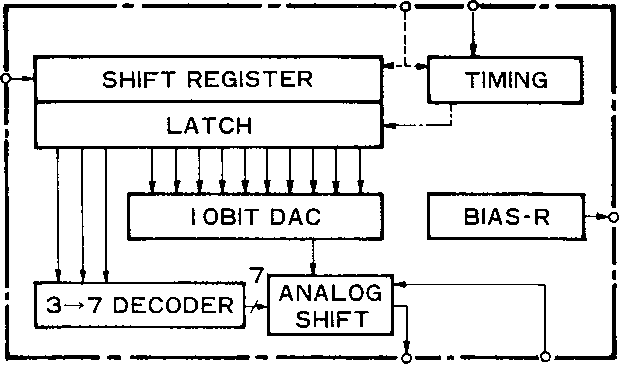 SHIFT REGISTER
TIMING
LATCH
10BIT DAC
BIAS-R
7
3→7 DECODER
ANALOG
SHIFT